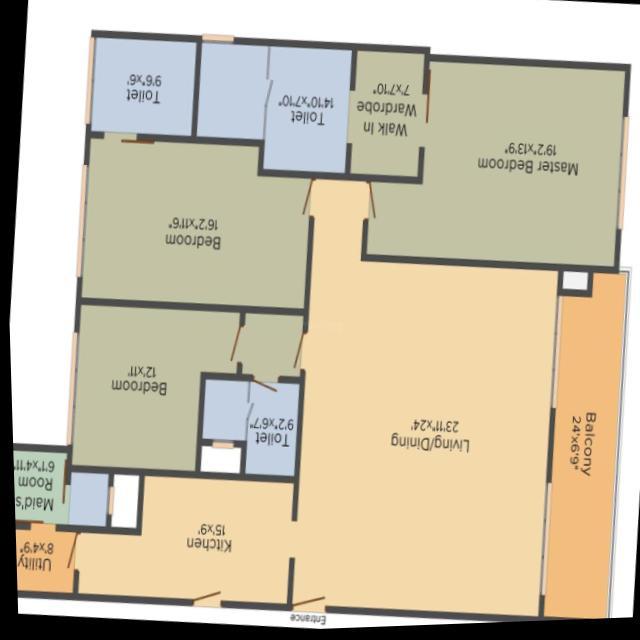 Toilet
9'6"x6'
Toilet
14'10"x7'10"
Walk In
Wardrobe
7'x7'10"
Master Bedroom
19'2"x13'9"
Bedroom
16'2"x11'6"
Bedroom
12'x11'
Toilet
9'2"x6'7"
Living/Dining
23'11"x24'
Balcony
24'x6'9"
Maid's
Room
6'1"x4'11"
Utility
8'x4'9"
Kitchen
15'x9'
Entrance